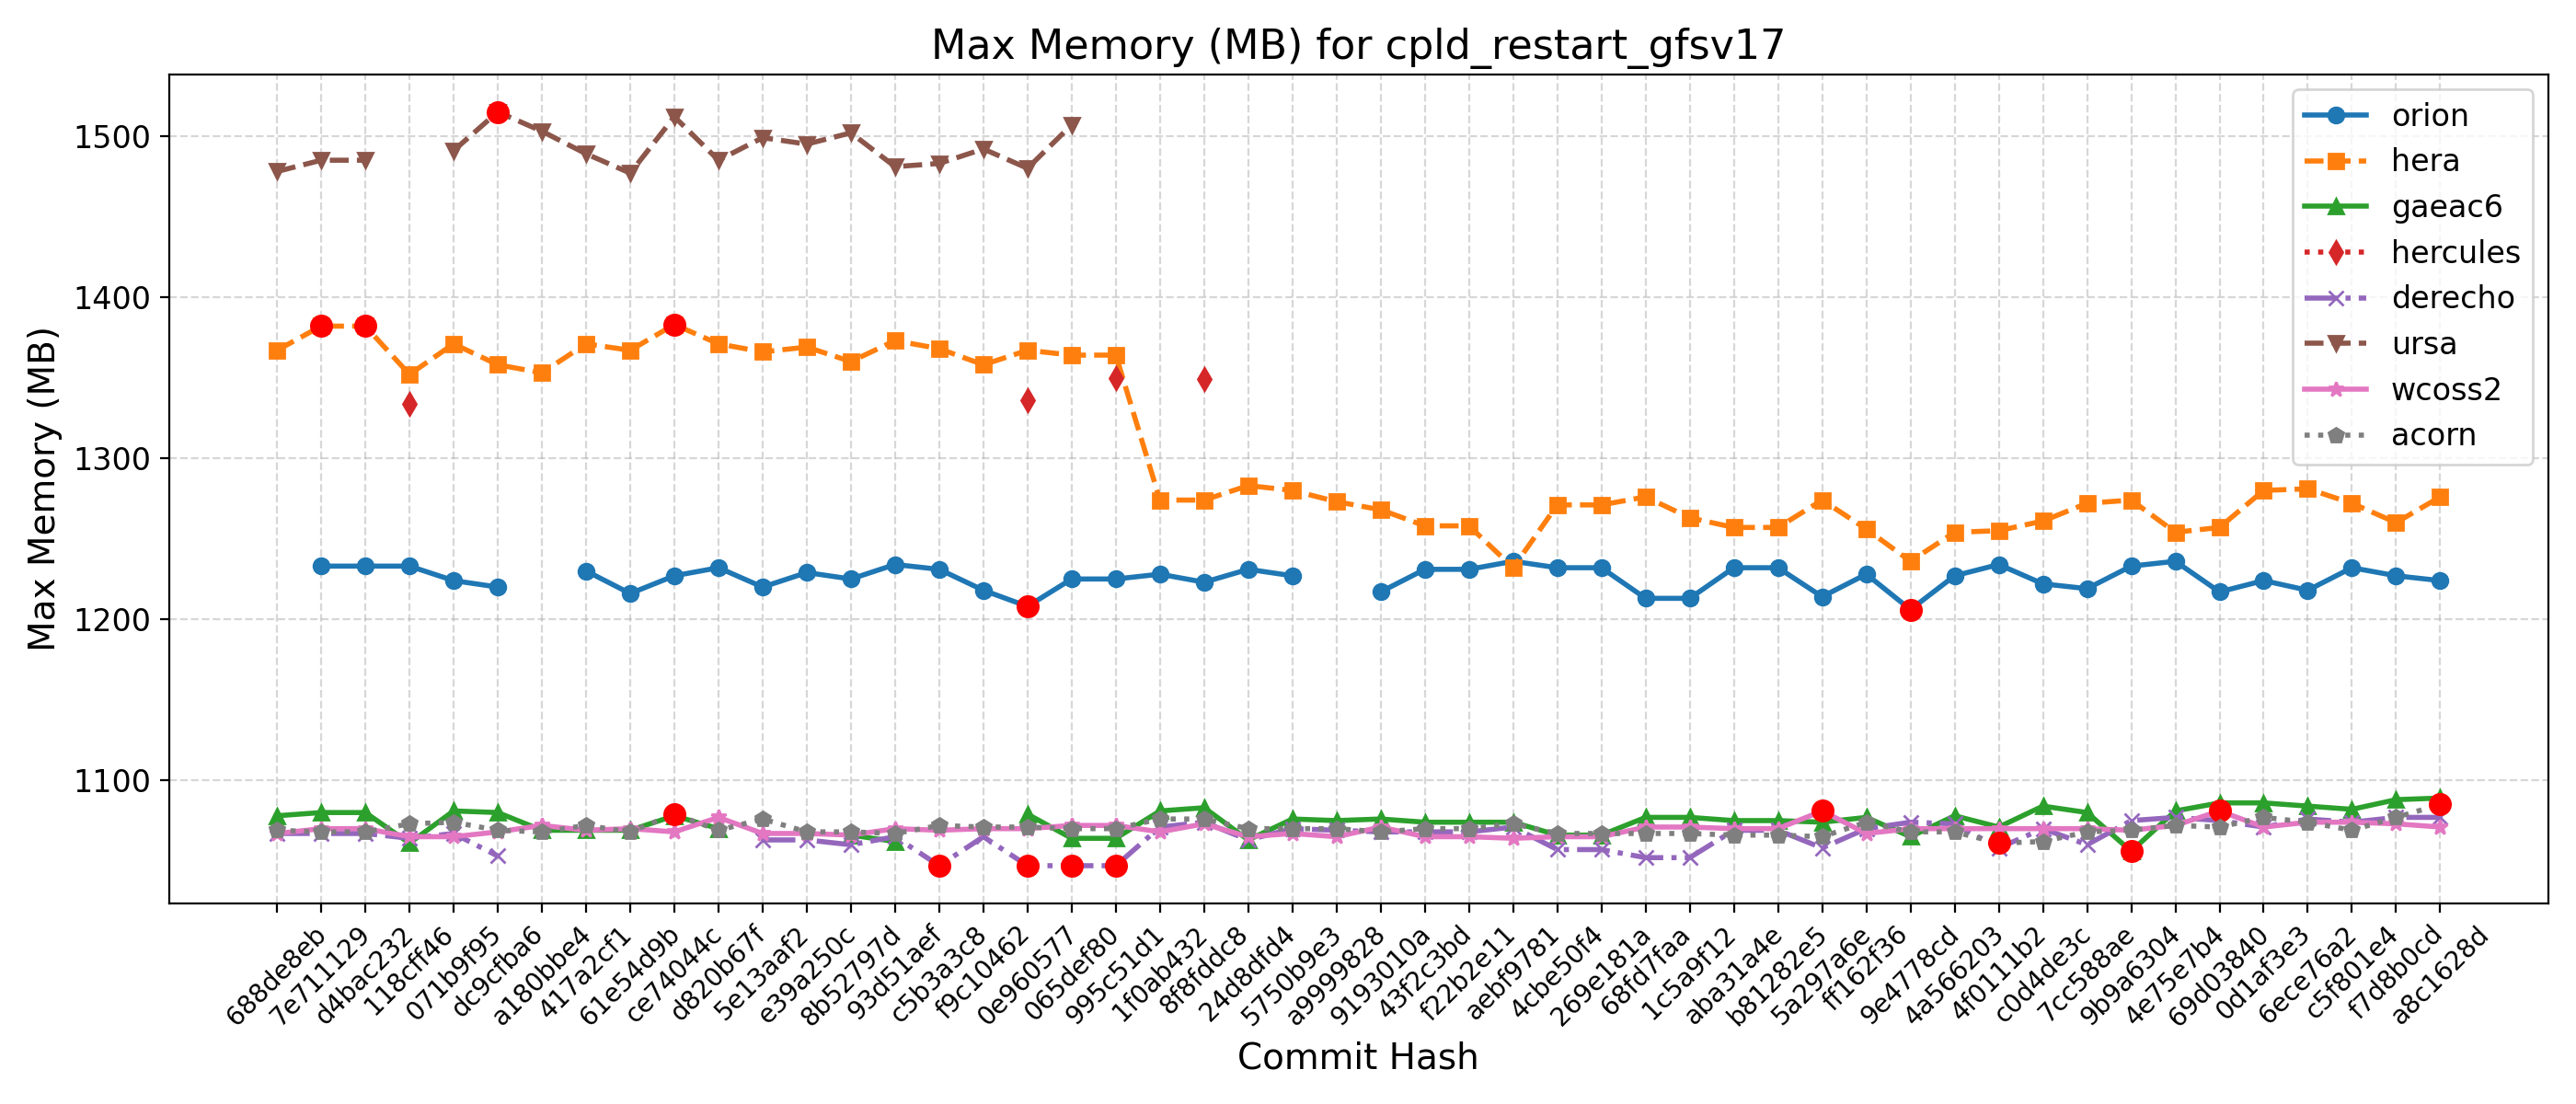 Max Memory (MB) for cpld_restart_gfsv17
Max Memory (MB)
1500
1400
1300
1200
1100
orion
hera
gaeac6
hercules
derecho
ursa
wcoss2
acorn
688de8eb
7e711129
d4bac232
118cff46
071b9f95
dc9cfba6
a180bbe4
417a2cf1
61e54d9b
ce74044c
d820b67f
5e13aaf2
e39a250c
8b52797d
93d51aef
c5b3a3c8
f9c10462
0e960577
065def80
995c51d1
1f0ab432
8f8fddc8
24d8dfd4
5750b9e3
a9999828
9193010a
43f2c3bd
f22b2e11
aebf9781
4cbe50f4
269e181a
68fd7faa
1c5a9f12
aba31a4e
b81282e5
5a297a6e
ff162f36
9e4778cd
4a566203
4f0111b2
c0d4de3c
7cc588ae
9b9a6304
4e75e7b4
69d03840
0d1af3e3
6ece76a2
c5f801e4
f7d8b0cd
a8c1628d
Commit Hash